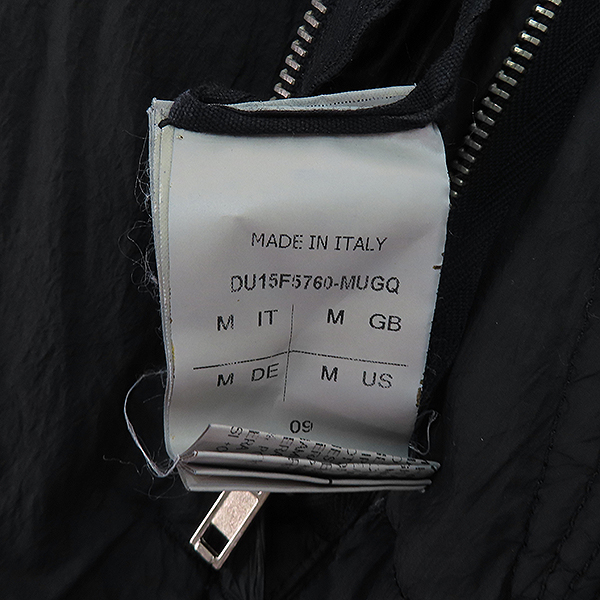 MADE IN ITALY
DU15F5760-MUGQ
M IT M GB
M DE M US
09